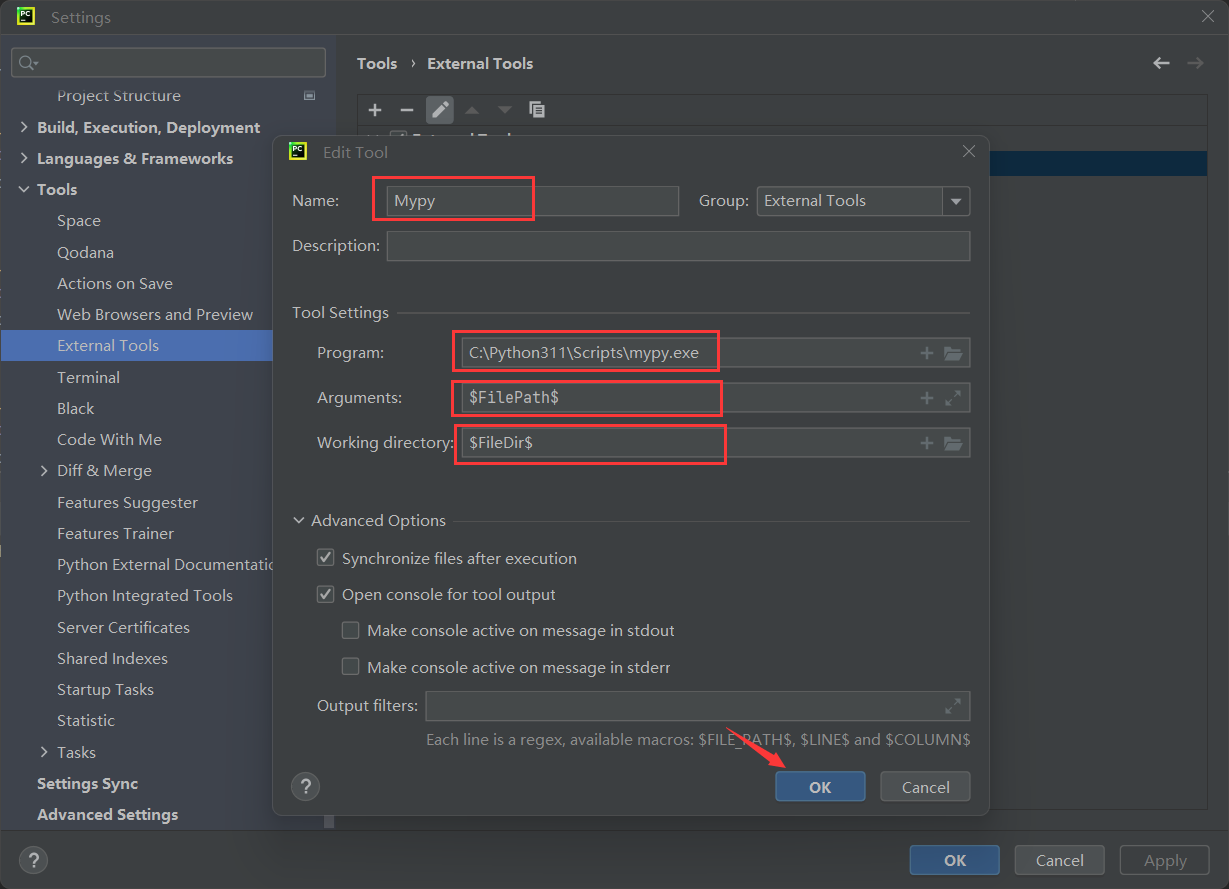 PC
Settings
Project Structure
Build, Execution, Deployment
Languages & Frameworks
Tools
Space
Qodana
Actions on Save
Web Browsers and Preview
External Tools
Terminal
Black
Code With Me
Diff & Merge
Features Suggester
Features Trainer
Python External Documentatio
Python Integrated Tools
Server Certificates
Shared Indexes
Startup Tasks
Statistic
Tasks
Settings Sync
Advanced Settings
Tools › External Tools
PC
Edit Tool
Name: Mypy Group: External Tools
Description:
Tool Settings
Program: C:\Python311\Scripts\mypy.exe
Arguments: $FilePath$
Working directory: $FileDir$
Advanced Options
Synchronize files after execution
Open console for tool output
Make console active on message in stdout
Make console active on message in stderr
Output filters:
Each line is a regex, available macros: $FILE_PATH$, $LINE$ and $COLUMN$
? OK Cancel
? OK Cancel Apply